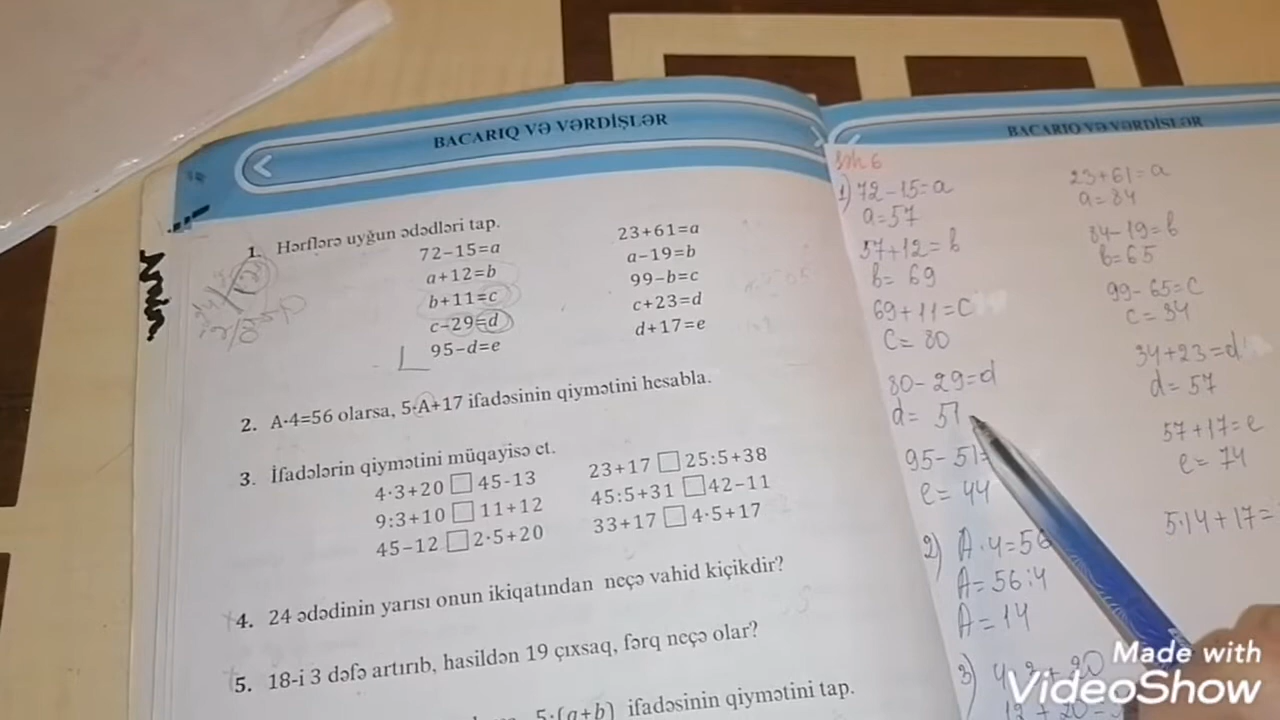 BACARIQ VƏ VƏRDİŞLƏR
1. Hərflərə uyğun ədədləri tap.
72−15=a
a+12=b
b+11=c
c−29=d
95−d=e
23+61=a
a−19=b
99−b=c
c+23=d
d+17=e
2. A·4=56 olarsa, 5·A+17 ifadəsinin qiymətini hesabla.
3. İfadələrin qiymətini müqayisə et.
4·3+20 □ 45-13
9:3+10 □ 11+12
45−12 □ 2·5+20
23+17 □ 25:5+38
45:5+31 □ 42−11
33+17 □ 4·5+17
4. 24 ədədinin yarısı onun ikiqatından neçə vahid kiçikdir?
5. 18-i 3 dəfə artırıb, hasildən 19 çıxsaq, fərq neçə olar?
5·(a+b) ifadəsinin qiymətini tap.
BACARIQ VƏ VƏRDİŞLƏR
1) 72−15=a
a=57
57+12=b
b=69
69+11=c
c=80
80−29=d
d=51
95−51=
e=44
2) A·4=56
A=56:4
A=14
3)
23+61=a
a=84
84−19=b
b=65
99−65=c
c=34
34+23=d
d=57
57+17=e
e=74
5·14+17=
Made with
VideoShow